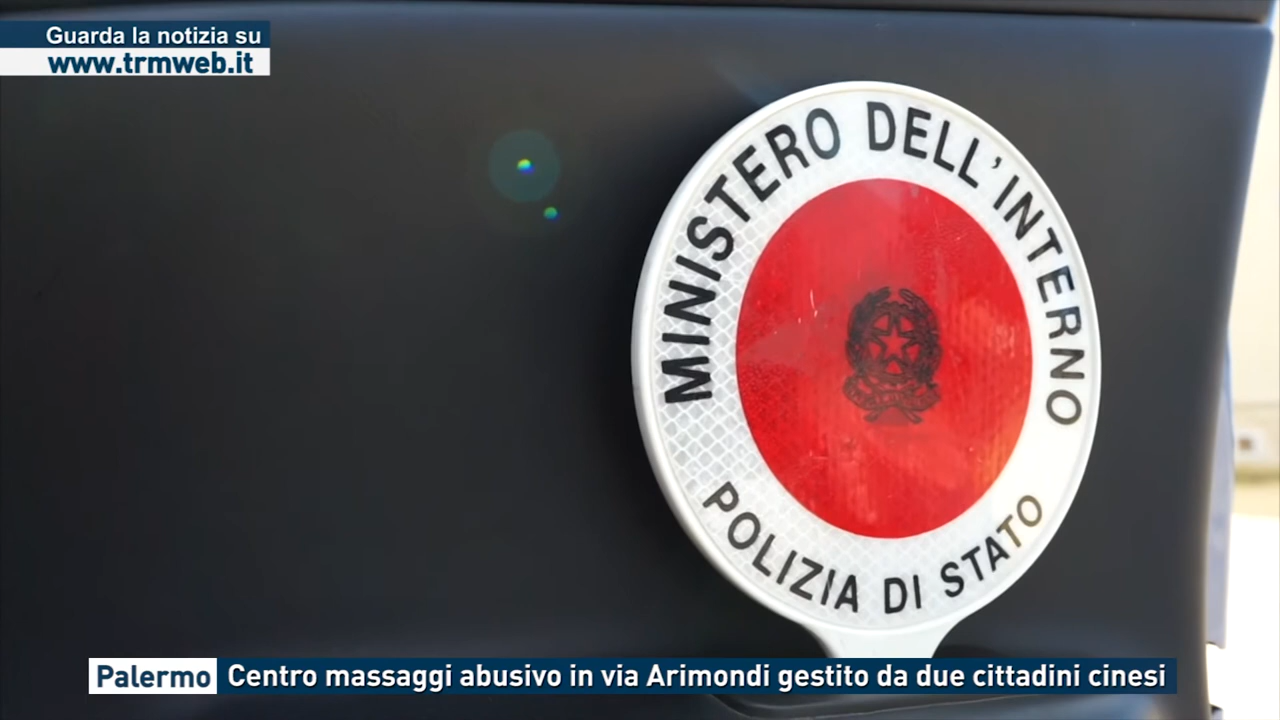 Guarda la notizia su
www.trmweb.it
MINISTERO DELL'INTERNO
POLIZIA DI STATO
Palermo Centro massaggi abusivo in via Arimondi gestito da due cittadini cinesi